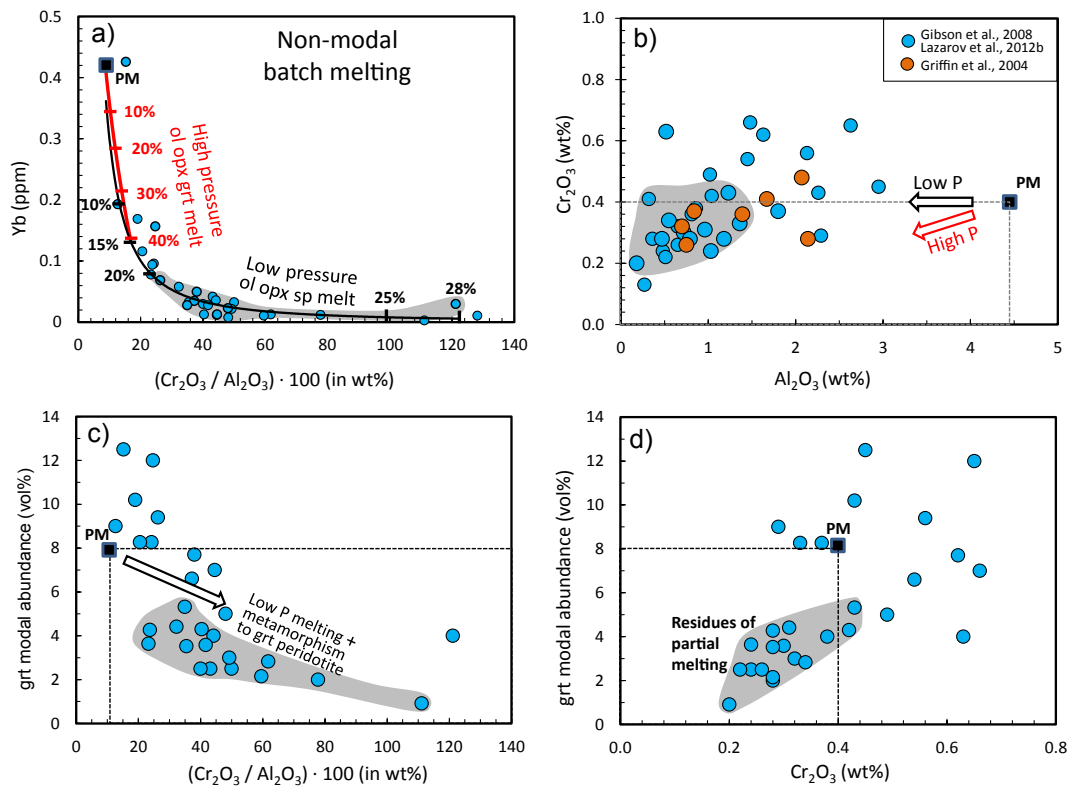 a)
Non-modal
batch melting
PM
10%
20%
30%
40%
High pressure
ol opx grt melt
10%
15%
20%
Low pressure
ol opx sp melt
25%
28%
Yb (ppm)
0.5
0.4
0.3
0.2
0.1
0
0 20 40 60 80 100 120 140
(Cr2O3 / Al2O3) · 100 (in wt%)
b)
Gibson et al., 2008
Lazarov et al., 2012b
Griffin et al., 2004
Low P
High P
PM
Cr2O3 (wt%)
1.0
0.8
0.6
0.4
0.2
0.0
0 1 2 3 4 5
Al2O3 (wt%)
c)
PM
Low P melting +
metamorphism
to grt peridotite
grt modal abundance (vol%)
14
12
10
8
6
4
2
0
0 20 40 60 80 100 120 140
(Cr2O3 / Al2O3) · 100 (in wt%)
d)
PM
Residues of
partial
melting
grt modal abundance (vol%)
14
12
10
8
6
4
2
0
0.0 0.2 0.4 0.6 0.8
Cr2O3 (wt%)